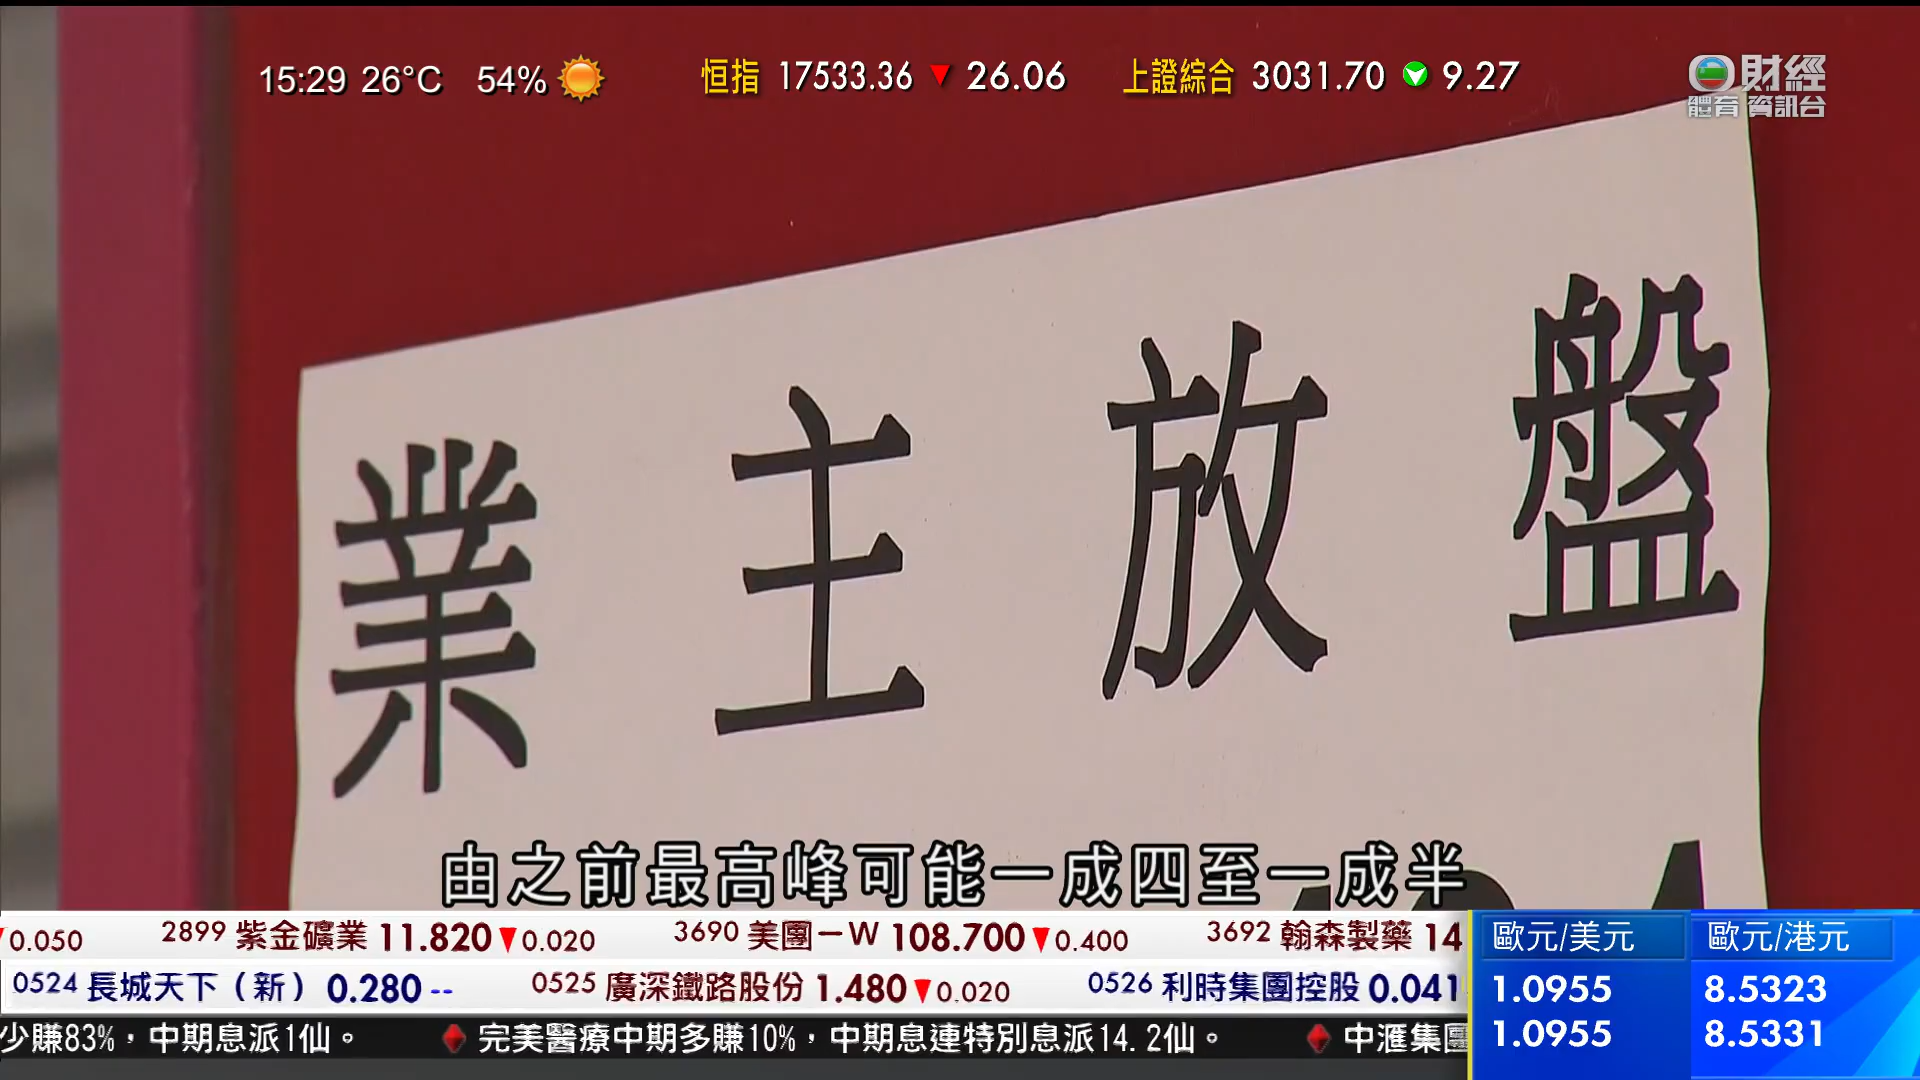 15:29 26°C 54% 恒指 17533.36 ▼ 26.06 上證綜合 3031.70 9.27
財經
體育 資訊台
業主放盤
由之前最高峰可能一成四至一成半
▼0.050 2899 紫金礦業 11.820 ▼0.020 3690 美團－W 108.700 ▼0.400 3692 翰森製藥 14
0524 長城天下（新） 0.280 -- 0525 廣深鐵路股份 1.480 ▼0.020 0526 利時集團控股 0.041
少賺83%，中期息派1仙。 ◆ 完美醫療中期多賺10%，中期息連特別息派14.2仙。 ◆ 中滙集團
歐元/美元 歐元/港元
1.0955 8.5323
1.0955 8.5331